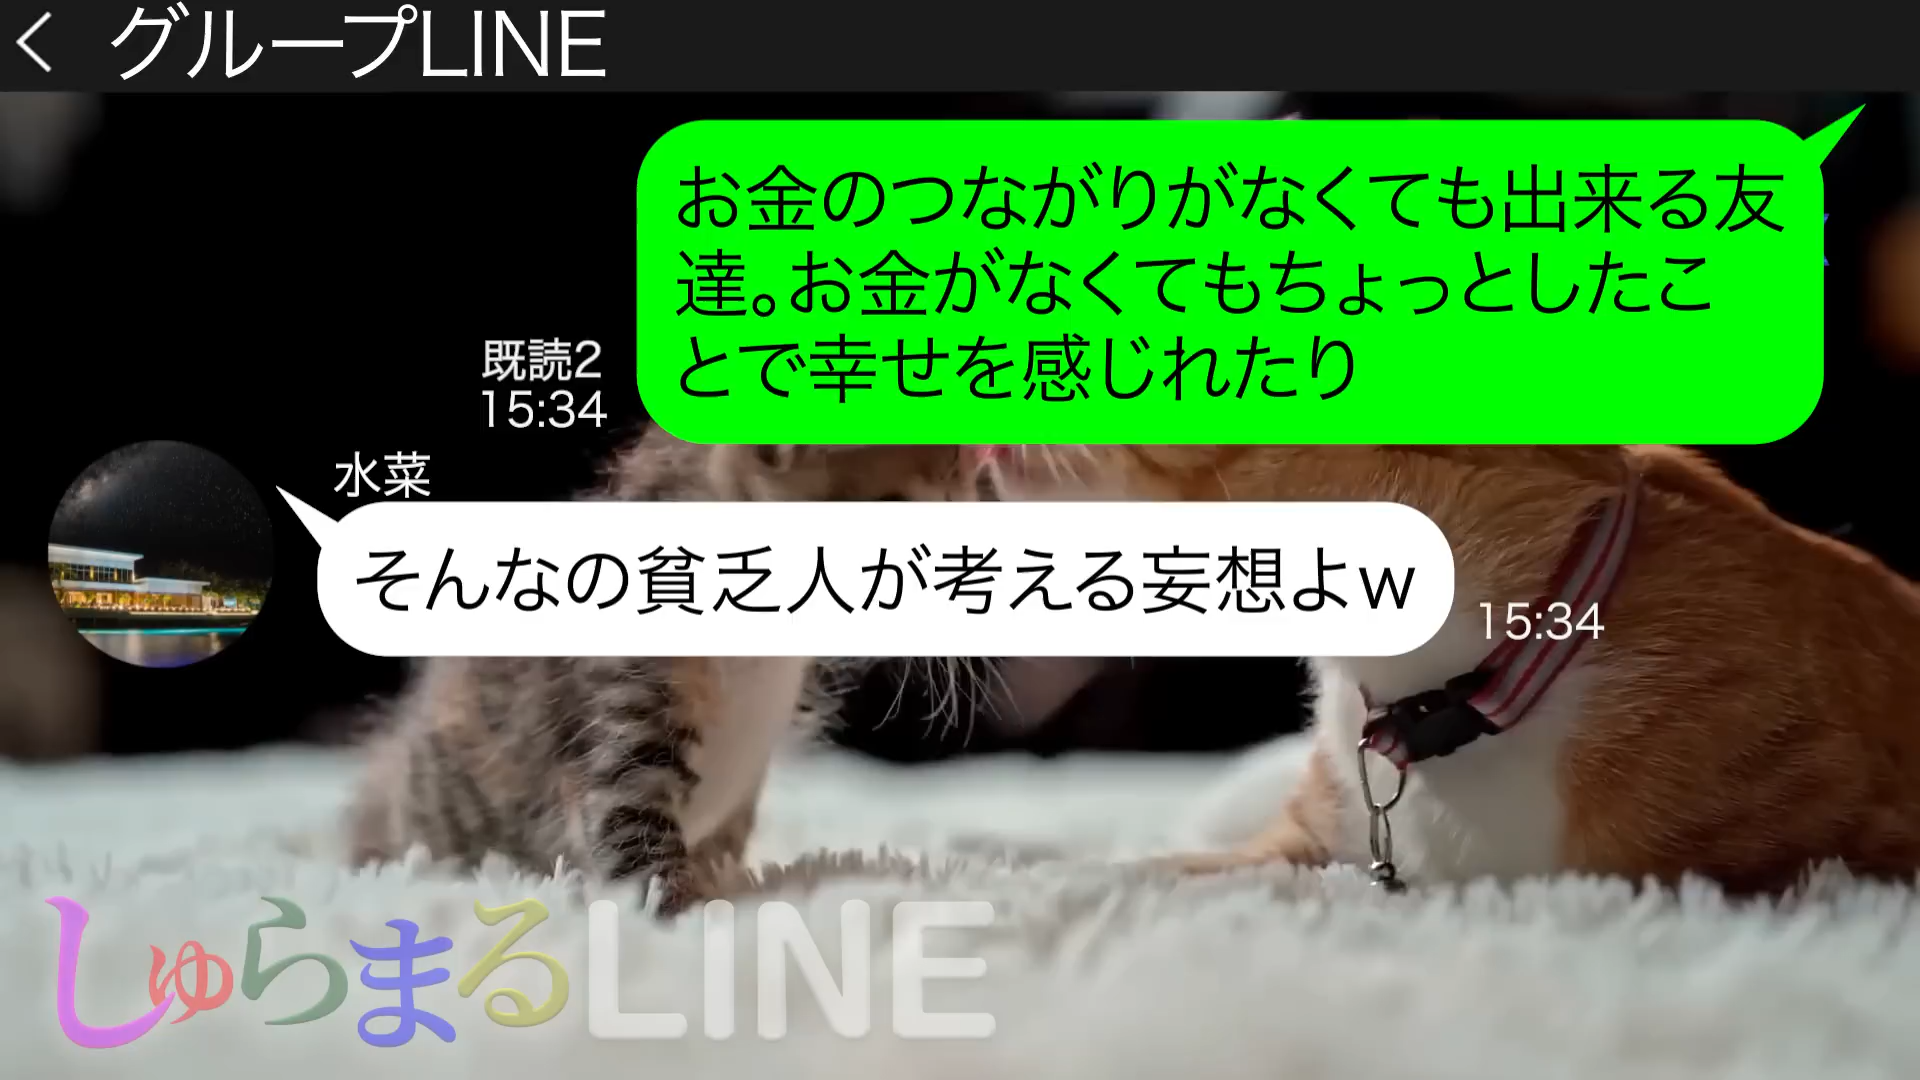 グループLINE
お金のつながりがなくても出来る友
達。お金がなくてもちょっとしたこ
とで幸せを感じれたり
既読2
15:34
水菜
そんなの貧乏人が考える妄想よw
15:34
しゅらまるLINE